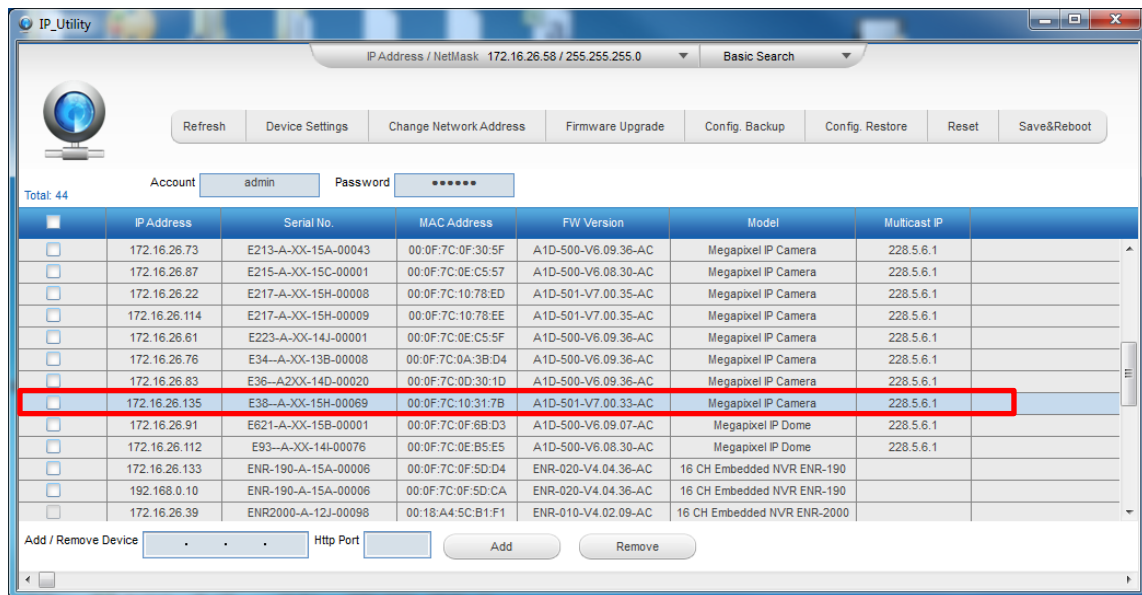 IP_Utility
IP Address / NetMask 172.16.26.58 / 255.255.255.0 Basic Search
Refresh Device Settings Change Network Address Firmware Upgrade Config. Backup Config. Restore Reset Save&Reboot
Account admin Password ••••••
Total: 44
IP Address Serial No. MAC Address FW Version Model Multicast IP
172.16.26.73 E213-A-XX-15A-00043 00:0F:7C:0F:30:5F A1D-500-V6.09.36-AC Megapixel IP Camera 228.5.6.1
172.16.26.87 E215-A-XX-15C-00001 00:0F:7C:0E:C5:57 A1D-500-V6.08.30-AC Megapixel IP Camera 228.5.6.1
172.16.26.22 E217-A-XX-15H-00008 00:0F:7C:10:78:ED A1D-501-V7.00.35-AC Megapixel IP Camera 228.5.6.1
172.16.26.114 E217-A-XX-15H-00009 00:0F:7C:10:78:EE A1D-501-V7.00.35-AC Megapixel IP Camera 228.5.6.1
172.16.26.61 E223-A-XX-14J-00001 00:0F:7C:0E:C5:5F A1D-500-V6.09.36-AC Megapixel IP Camera 228.5.6.1
172.16.26.76 E34--A-XX-13B-00008 00:0F:7C:0A:3B:D4 A1D-500-V6.09.36-AC Megapixel IP Camera 228.5.6.1
172.16.26.83 E36--A2XX-14D-00020 00:0F:7C:0D:30:1D A1D-500-V6.09.36-AC Megapixel IP Camera 228.5.6.1
172.16.26.135 E38--A-XX-15H-00069 00:0F:7C:10:31:7B A1D-501-V7.00.33-AC Megapixel IP Camera 228.5.6.1
172.16.26.91 E621-A-XX-15B-00001 00:0F:7C:0F:6B:D3 A1D-500-V6.09.07-AC Megapixel IP Dome 228.5.6.1
172.16.26.112 E93--A-XX-14I-00076 00:0F:7C:0E:B5:E5 A1D-500-V6.08.30-AC Megapixel IP Dome 228.5.6.1
172.16.26.133 ENR-190-A-15A-00006 00:0F:7C:0F:5D:D4 ENR-020-V4.04.36-AC 16 CH Embedded NVR ENR-190
192.168.0.10 ENR-190-A-15A-00006 00:0F:7C:0F:5D:CA ENR-020-V4.04.36-AC 16 CH Embedded NVR ENR-190
172.16.26.39 ENR2000-A-12J-00098 00:18:A4:5C:B1:F1 ENR-010-V4.02.09-AC 16 CH Embedded NVR ENR-2000
Add / Remove Device . . . Http Port Add Remove